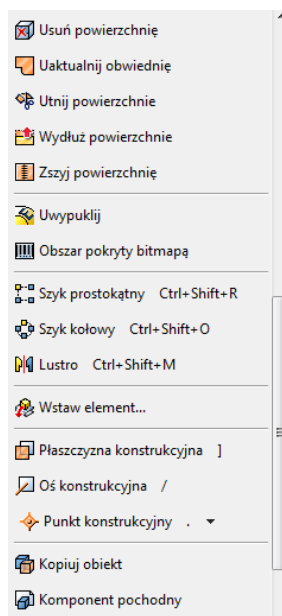 Usuń powierzchnię
Uaktualnij obwiednię
Utnij powierzchnie
Wydłuż powierzchnie
Zszyj powierzchnię
Uwypuklij
Obszar pokryty bitmapą
Szyk prostokątny Ctrl+Shift+R
Szyk kołowy Ctrl+Shift+O
Lustro Ctrl+Shift+M
Wstaw element...
Płaszczyzna konstrukcyjna ]
Oś konstrukcyjna /
Punkt konstrukcyjny .
Kopiuj obiekt
Komponent pochodny